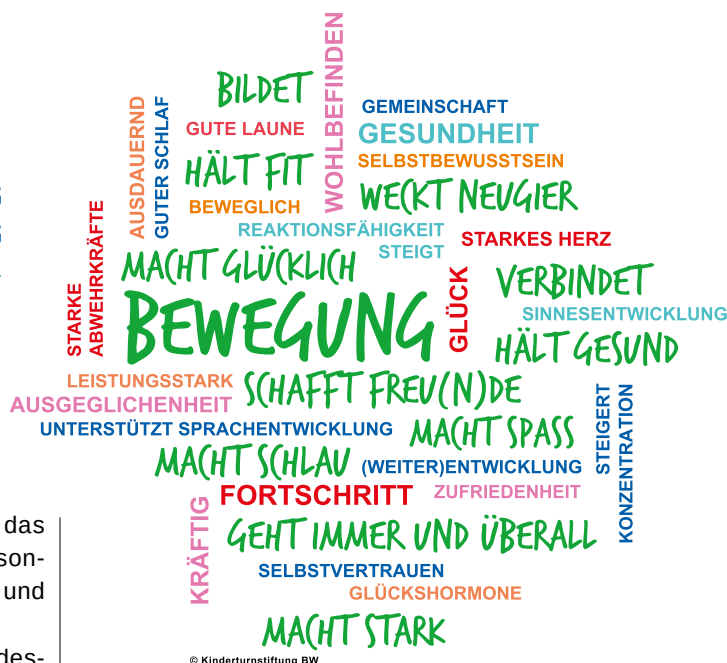 WOHLBEFINDEN
BILDET
AUSDAUERND
GUTER SCHLAF
GEMEINSCHAFT
GUTE LAUNE
GESUNDHEIT
HÄLT FIT
SELBSTBEWUSSTSEIN
WECKT NEUGIER
BEWEGLICH
STARKE
ABWEHRKRÄFTE
REAKTIONSFÄHIGKEIT
STEIGT
STARKES HERZ
MACHT GLÜCKLICH
GLÜCK
VERBINDET
BEWEGUNG
SINNESENTWICKLUNG
HÄLT GESUND
LEISTUNGSSTARK
SCHAFFT FREU(N)DE
AUSGEGLICHENHEIT
STEIGERT
KONZENTRATION
UNTERSTÜTZT SPRACHENTWICKLUNG
MACHT SPASS
MACHT SCHLAU
(WEITER)ENTWICKLUNG
FORTSCHRITT
ZUFRIEDENHEIT
KRÄFTIG
GEHT IMMER UND ÜBERALL
SELBSTVERTRAUEN
GLÜCKSHORMONE
MACHT STARK
© Kinderturnstiftung BW
das
son-
und
des-